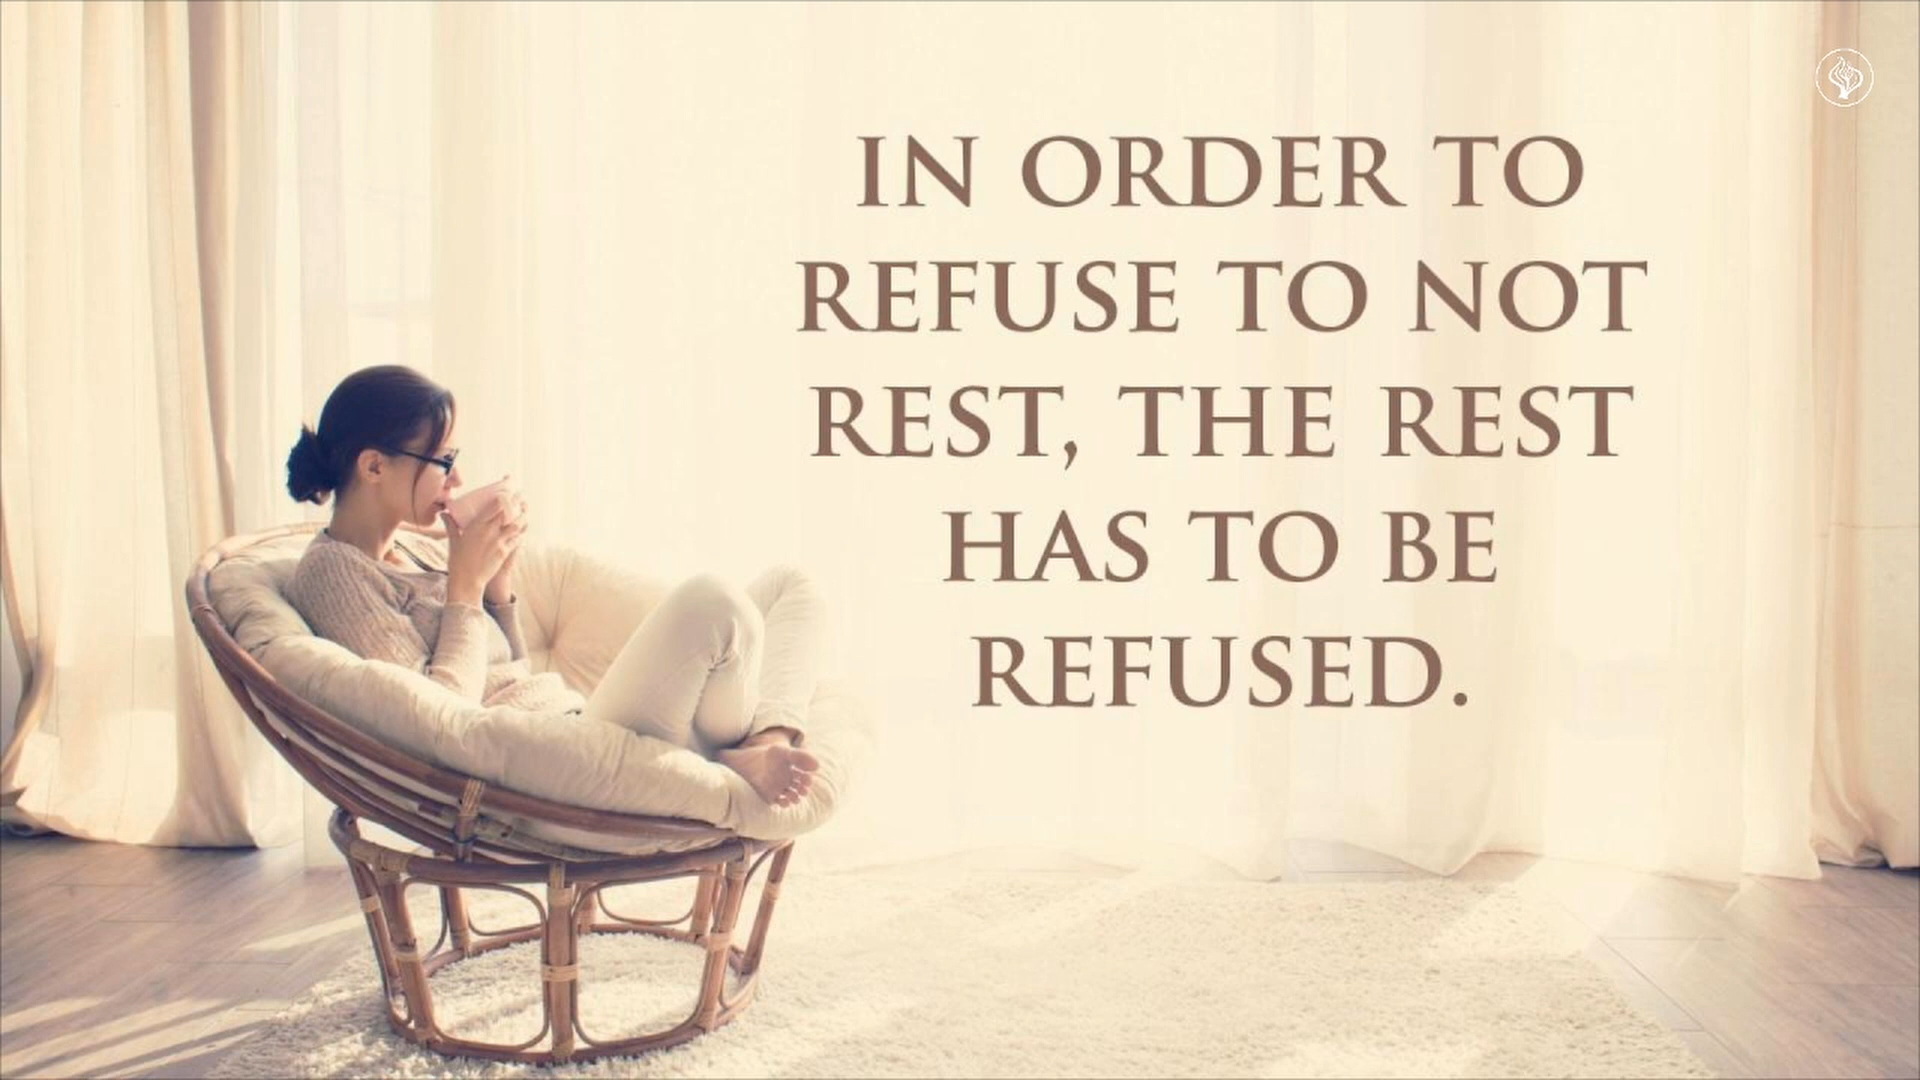 IN ORDER TO
REFUSE TO NOT
REST, THE REST
HAS TO BE
REFUSED.